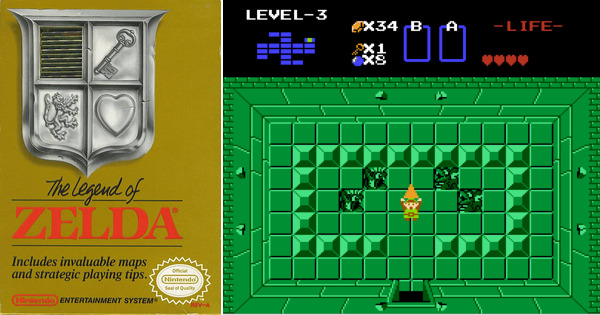 The Legend of
ZELDA
Includes invaluable maps
and strategic playing tips.
Official
Nintendo
Seal of Quality
Nintendo ENTERTAINMENT SYSTEM
REV-A
LEVEL-3
X34
X1
X8
B A
-LIFE-